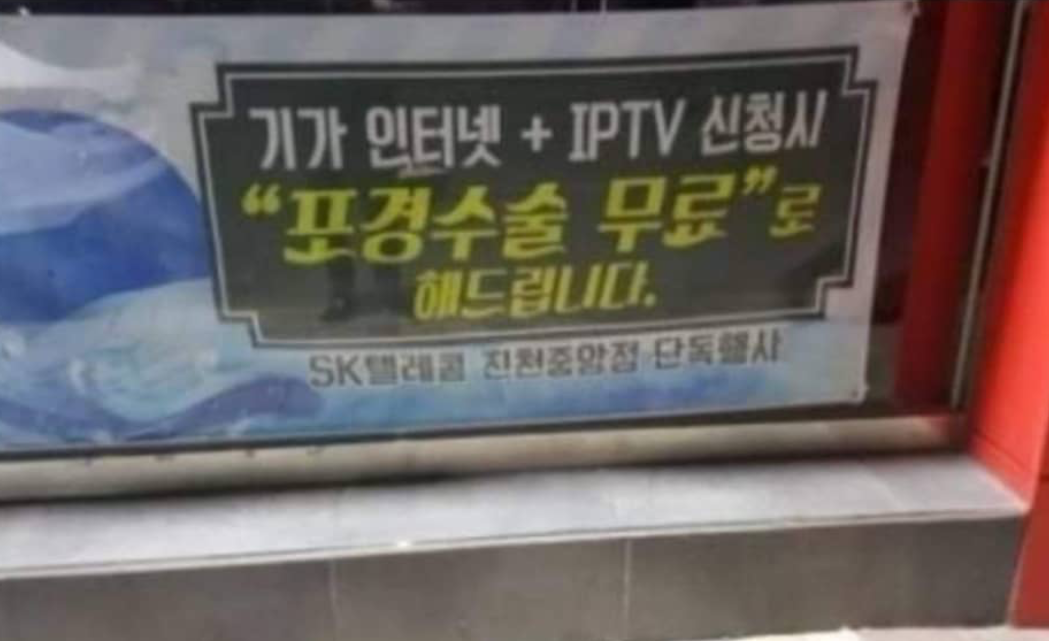 기가 인터넷 + IPTV 신청시
“포경수술 무료”로
해드립니다.
SK텔레콤 진천중앙점 단독행사